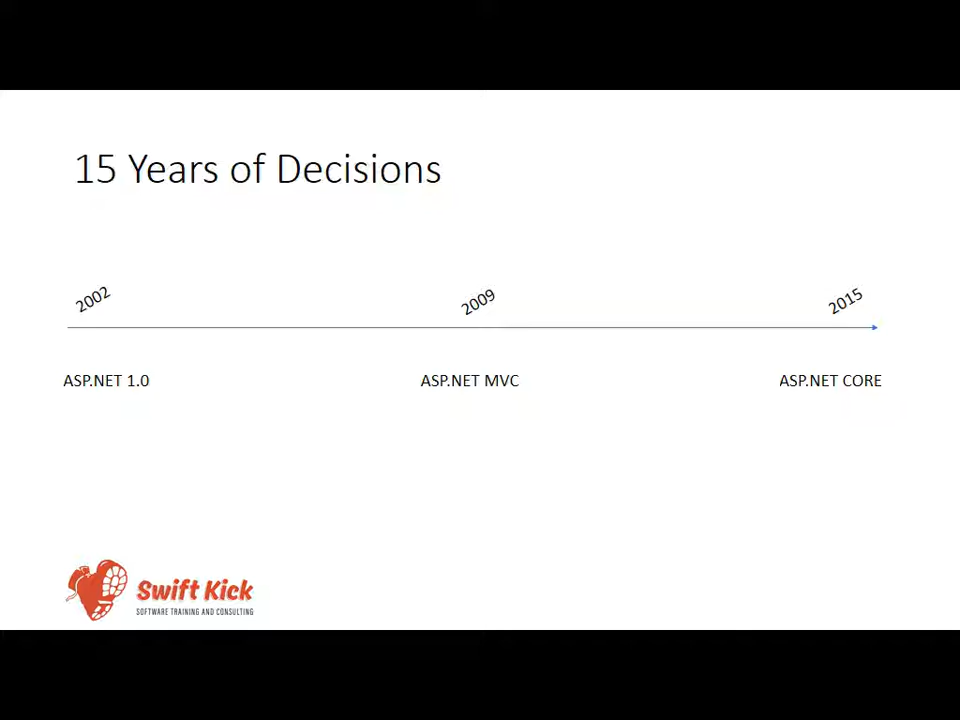 15 Years of Decisions
2002
2009
2015
ASP.NET 1.0
ASP.NET MVC
ASP.NET CORE
Swift Kick
SOFTWARE TRAINING AND CONSULTING